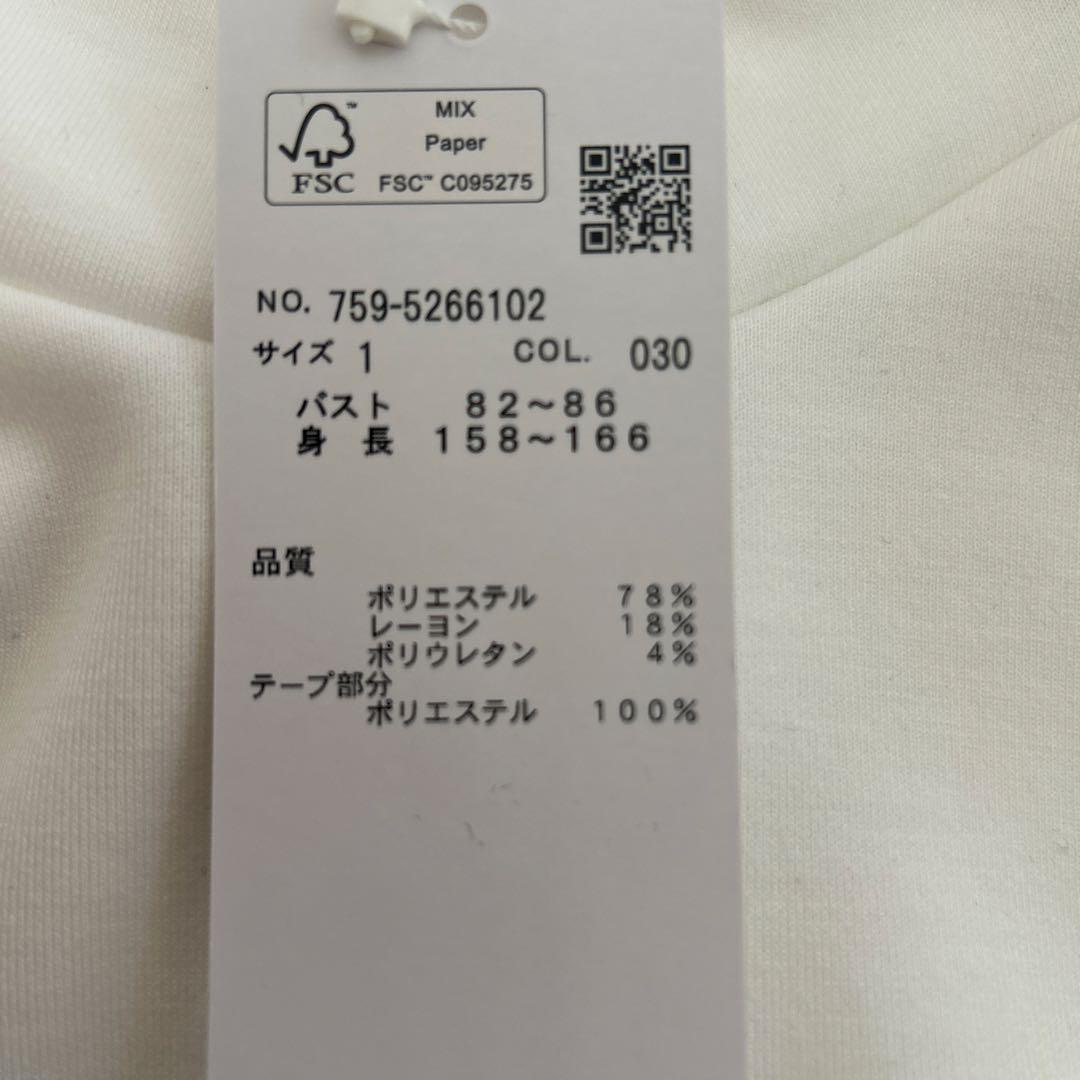 MIX
Paper
FSC™ FSC™ C095275
NO. 759-5266102
サイズ 1 COL. 030
バスト 82～86
身長 158～166
品質
ポリエステル 78%
レーヨン 18%
ポリウレタン 4%
テープ部分
ポリエステル 100%